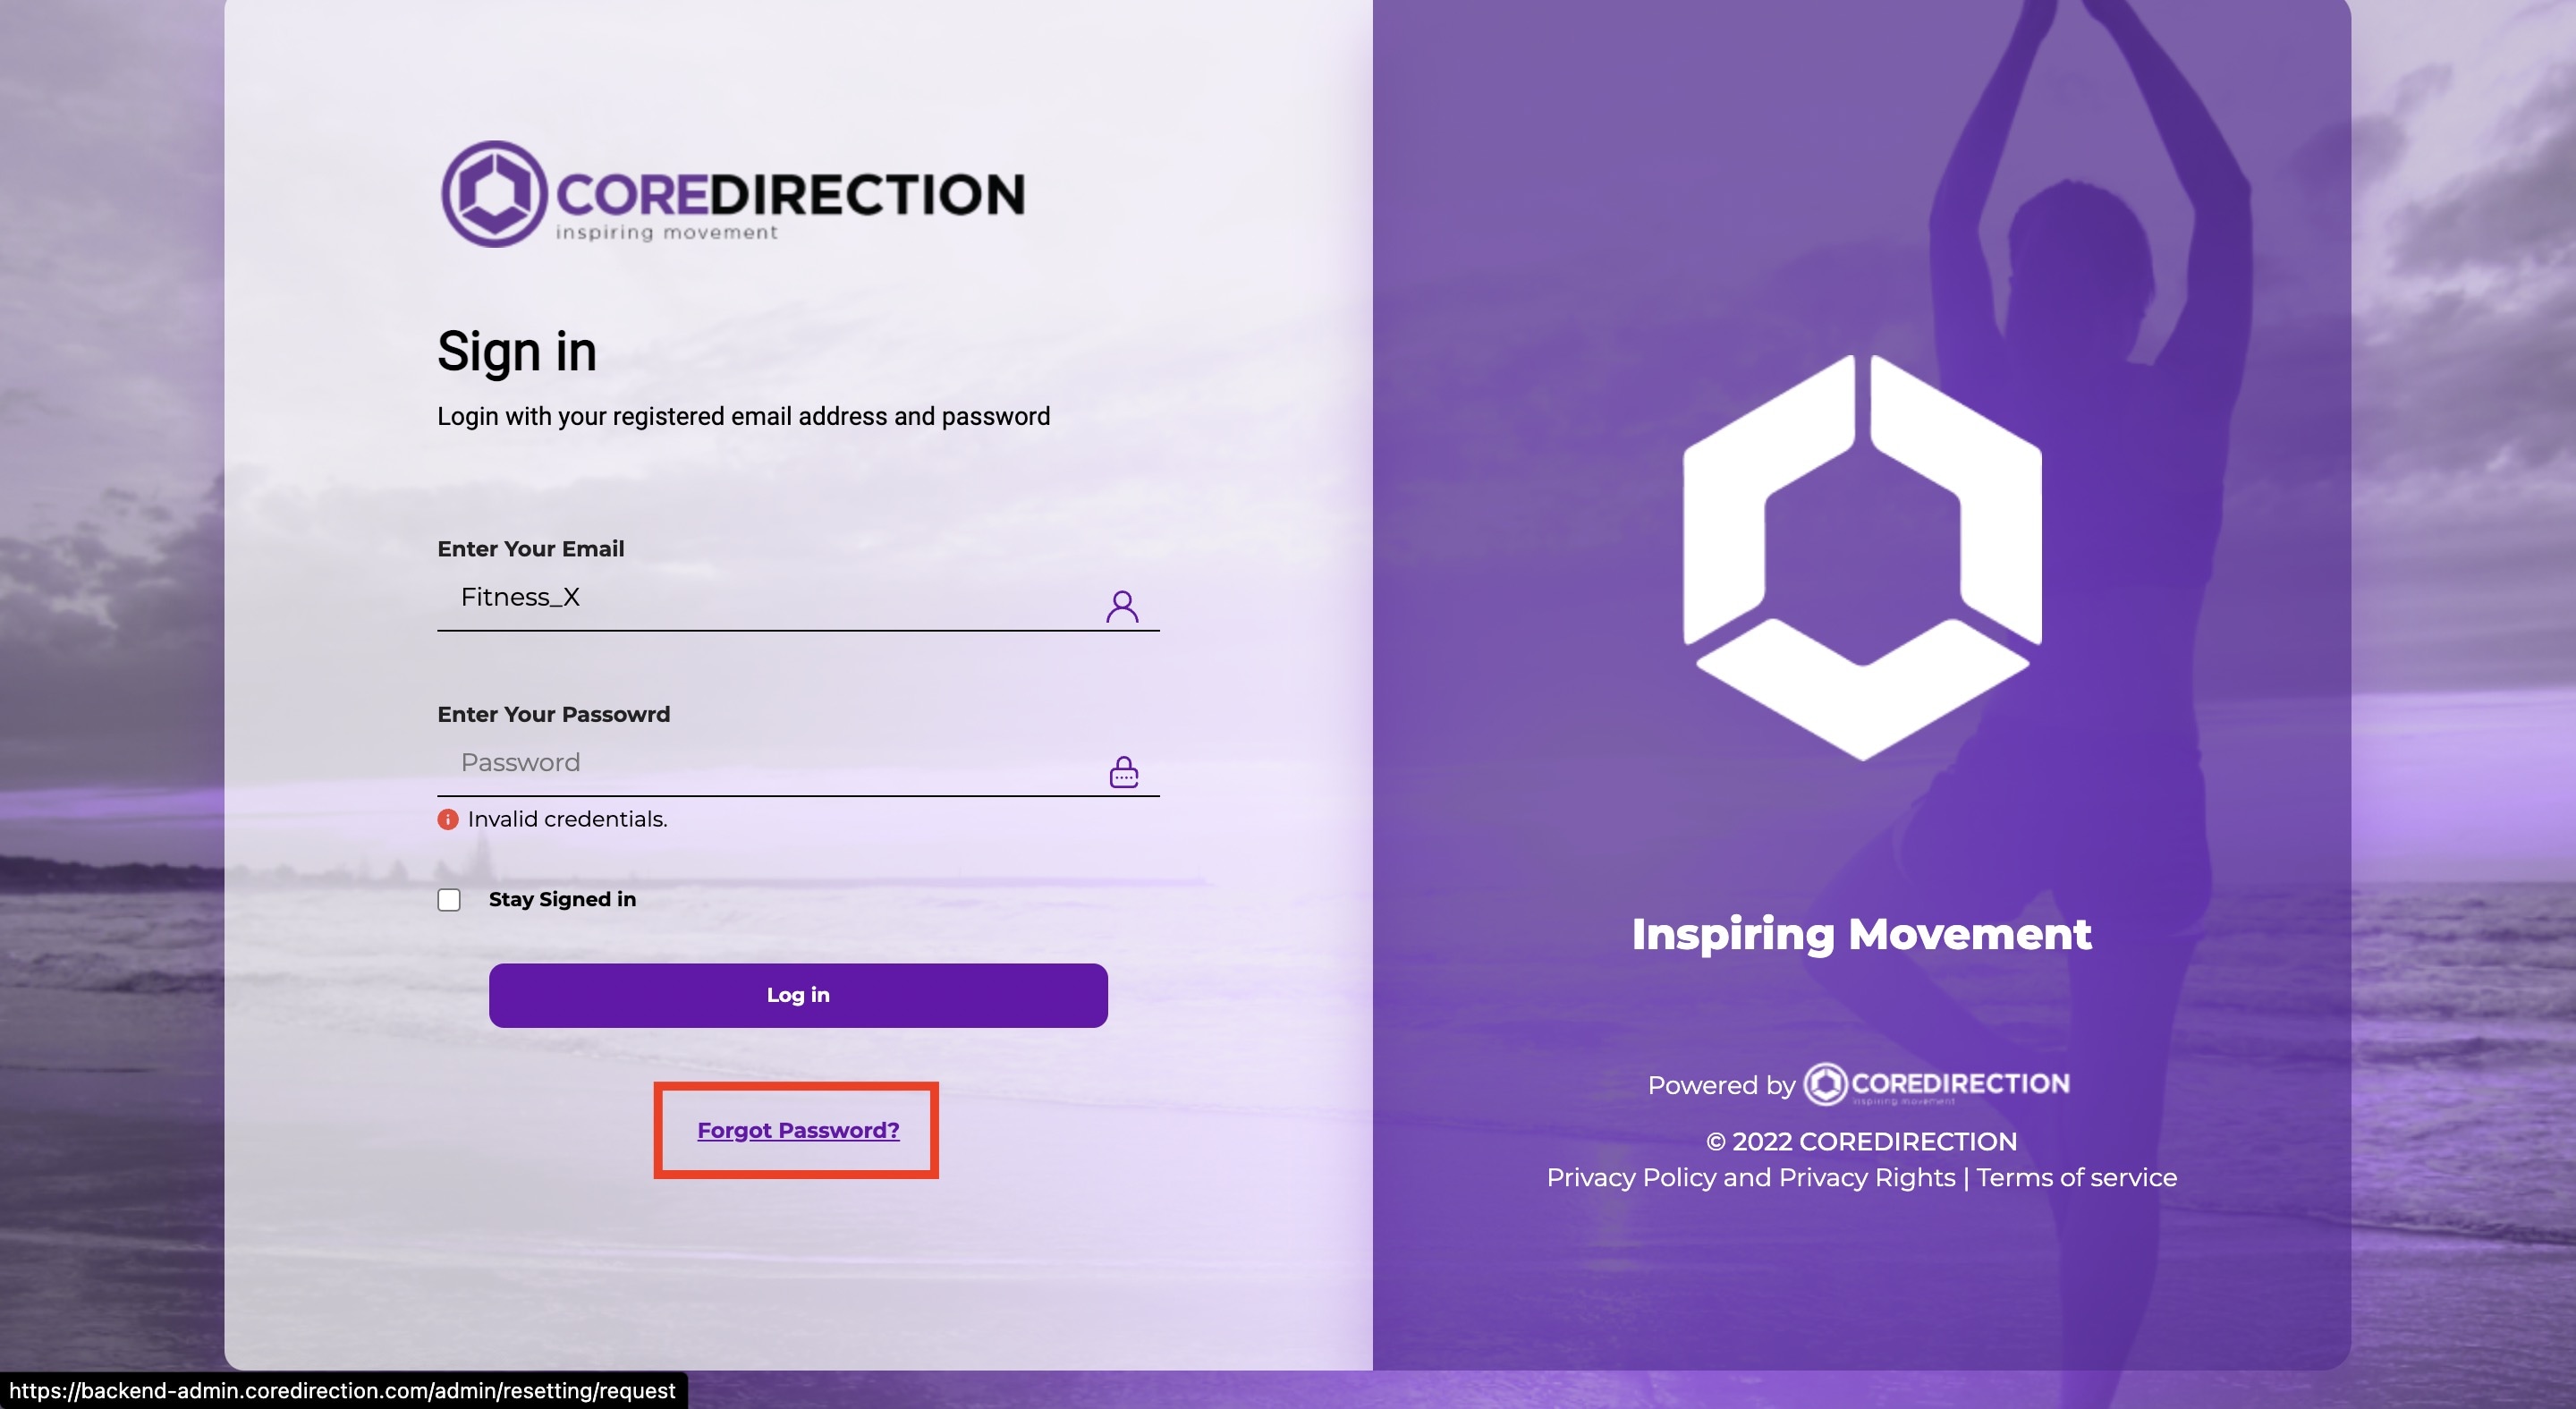 COREDIRECTION
inspiring movement
Sign in
Login with your registered email address and password
Enter Your Email
Fitness_X
Enter Your Passowrd
Password
Invalid credentials.
Stay Signed in
Log in
Forgot Password?
Inspiring Movement
Powered by COREDIRECTION
inspiring movement
© 2022 COREDIRECTION
Privacy Policy and Privacy Rights | Terms of service
https://backend-admin.coredirection.com/admin/resetting/request